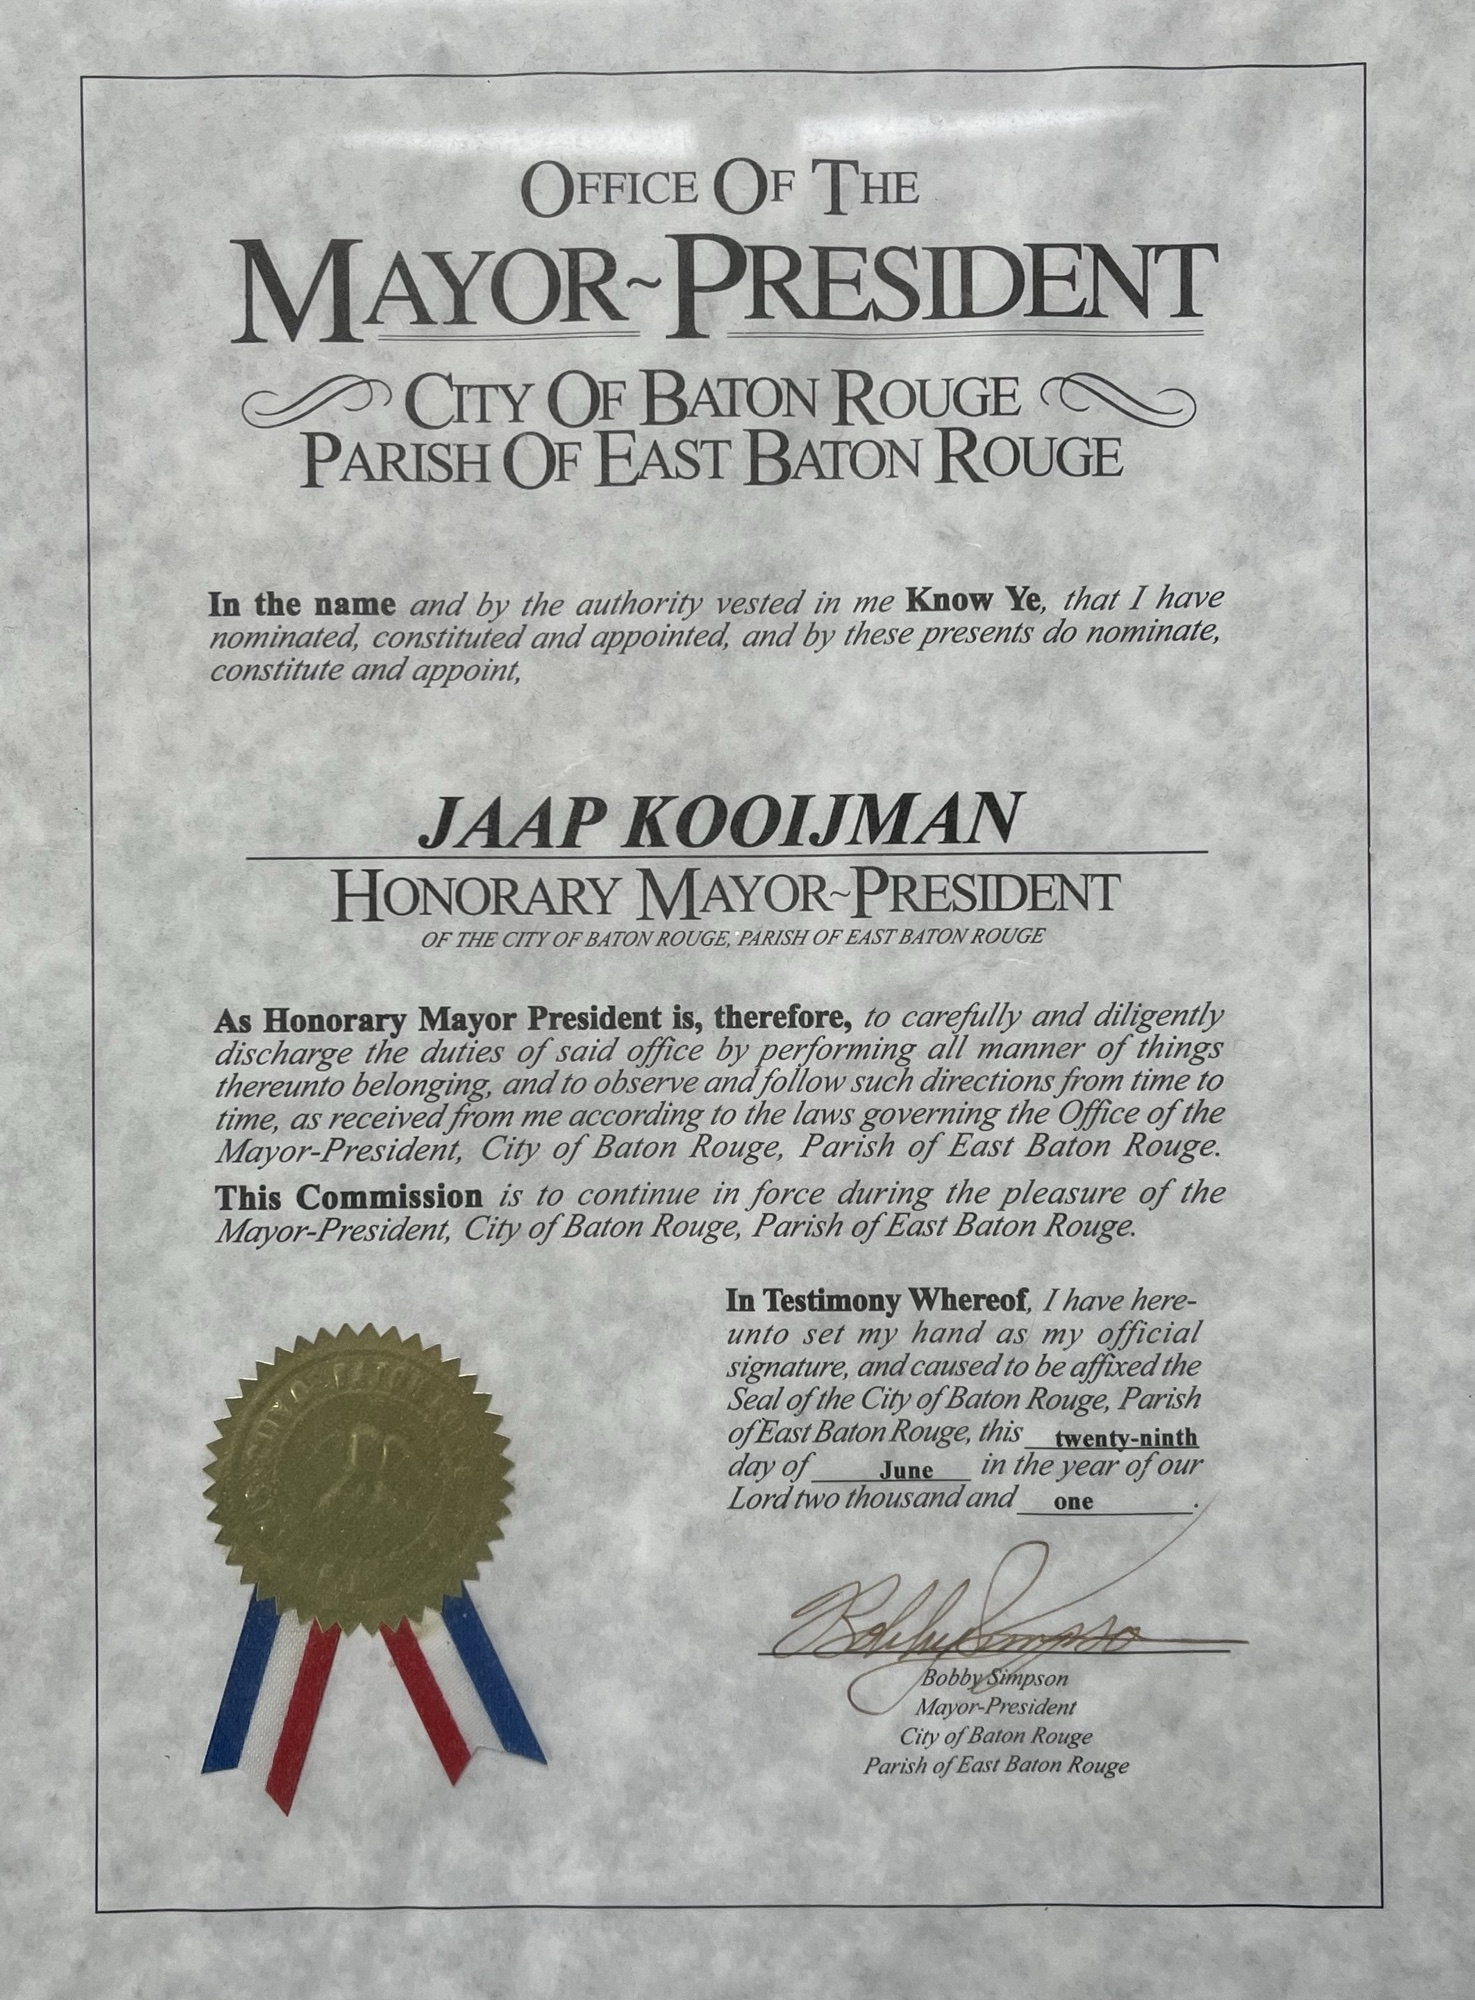 OFFICE OF THE
MAYOR~PRESIDENT
CITY OF BATON ROUGE
PARISH OF EAST BATON ROUGE
In the name and by the authority vested in me Know Ye, that I have
nominated, constituted and appointed, and by these presents do nominate,
constitute and appoint,
JAAP KOOIJMAN
HONORARY MAYOR~PRESIDENT
OF THE CITY OF BATON ROUGE, PARISH OF EAST BATON ROUGE
As Honorary Mayor President is, therefore, to carefully and diligently
discharge the duties of said office by performing all manner of things
thereunto belonging, and to observe and follow such directions from time to
time, as received from me according to the laws governing the Office of the
Mayor-President, City of Baton Rouge, Parish of East Baton Rouge.
This Commission is to continue in force during the pleasure of the
Mayor-President, City of Baton Rouge, Parish of East Baton Rouge.
In Testimony Whereof, I have here-
unto set my hand as my official
signature, and caused to be affixed the
Seal of the City of Baton Rouge, Parish
of East Baton Rouge, this twenty-ninth
day of June in the year of our
Lord two thousand and one.
Bobby Simpson
Bobby Simpson
Mayor-President
City of Baton Rouge
Parish of East Baton Rouge